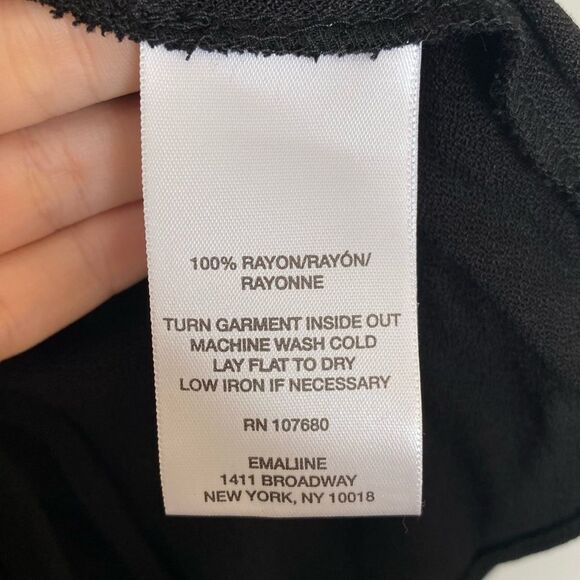 100% RAYON/RAYÓN/
RAYONNE
TURN GARMENT INSIDE OUT
MACHINE WASH COLD
LAY FLAT TO DRY
LOW IRON IF NECESSARY
RN 107680
EMALIINE
1411 BROADWAY
NEW YORK, NY 10018